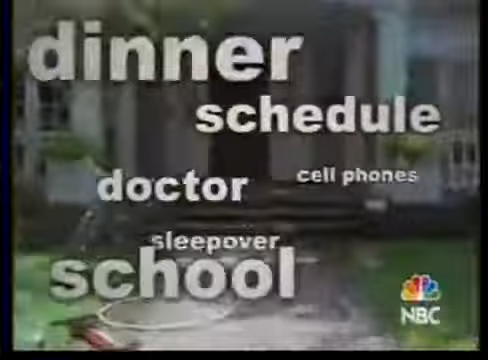 dinner
schedule
cell phones
doctor
sleepover
school
NBC